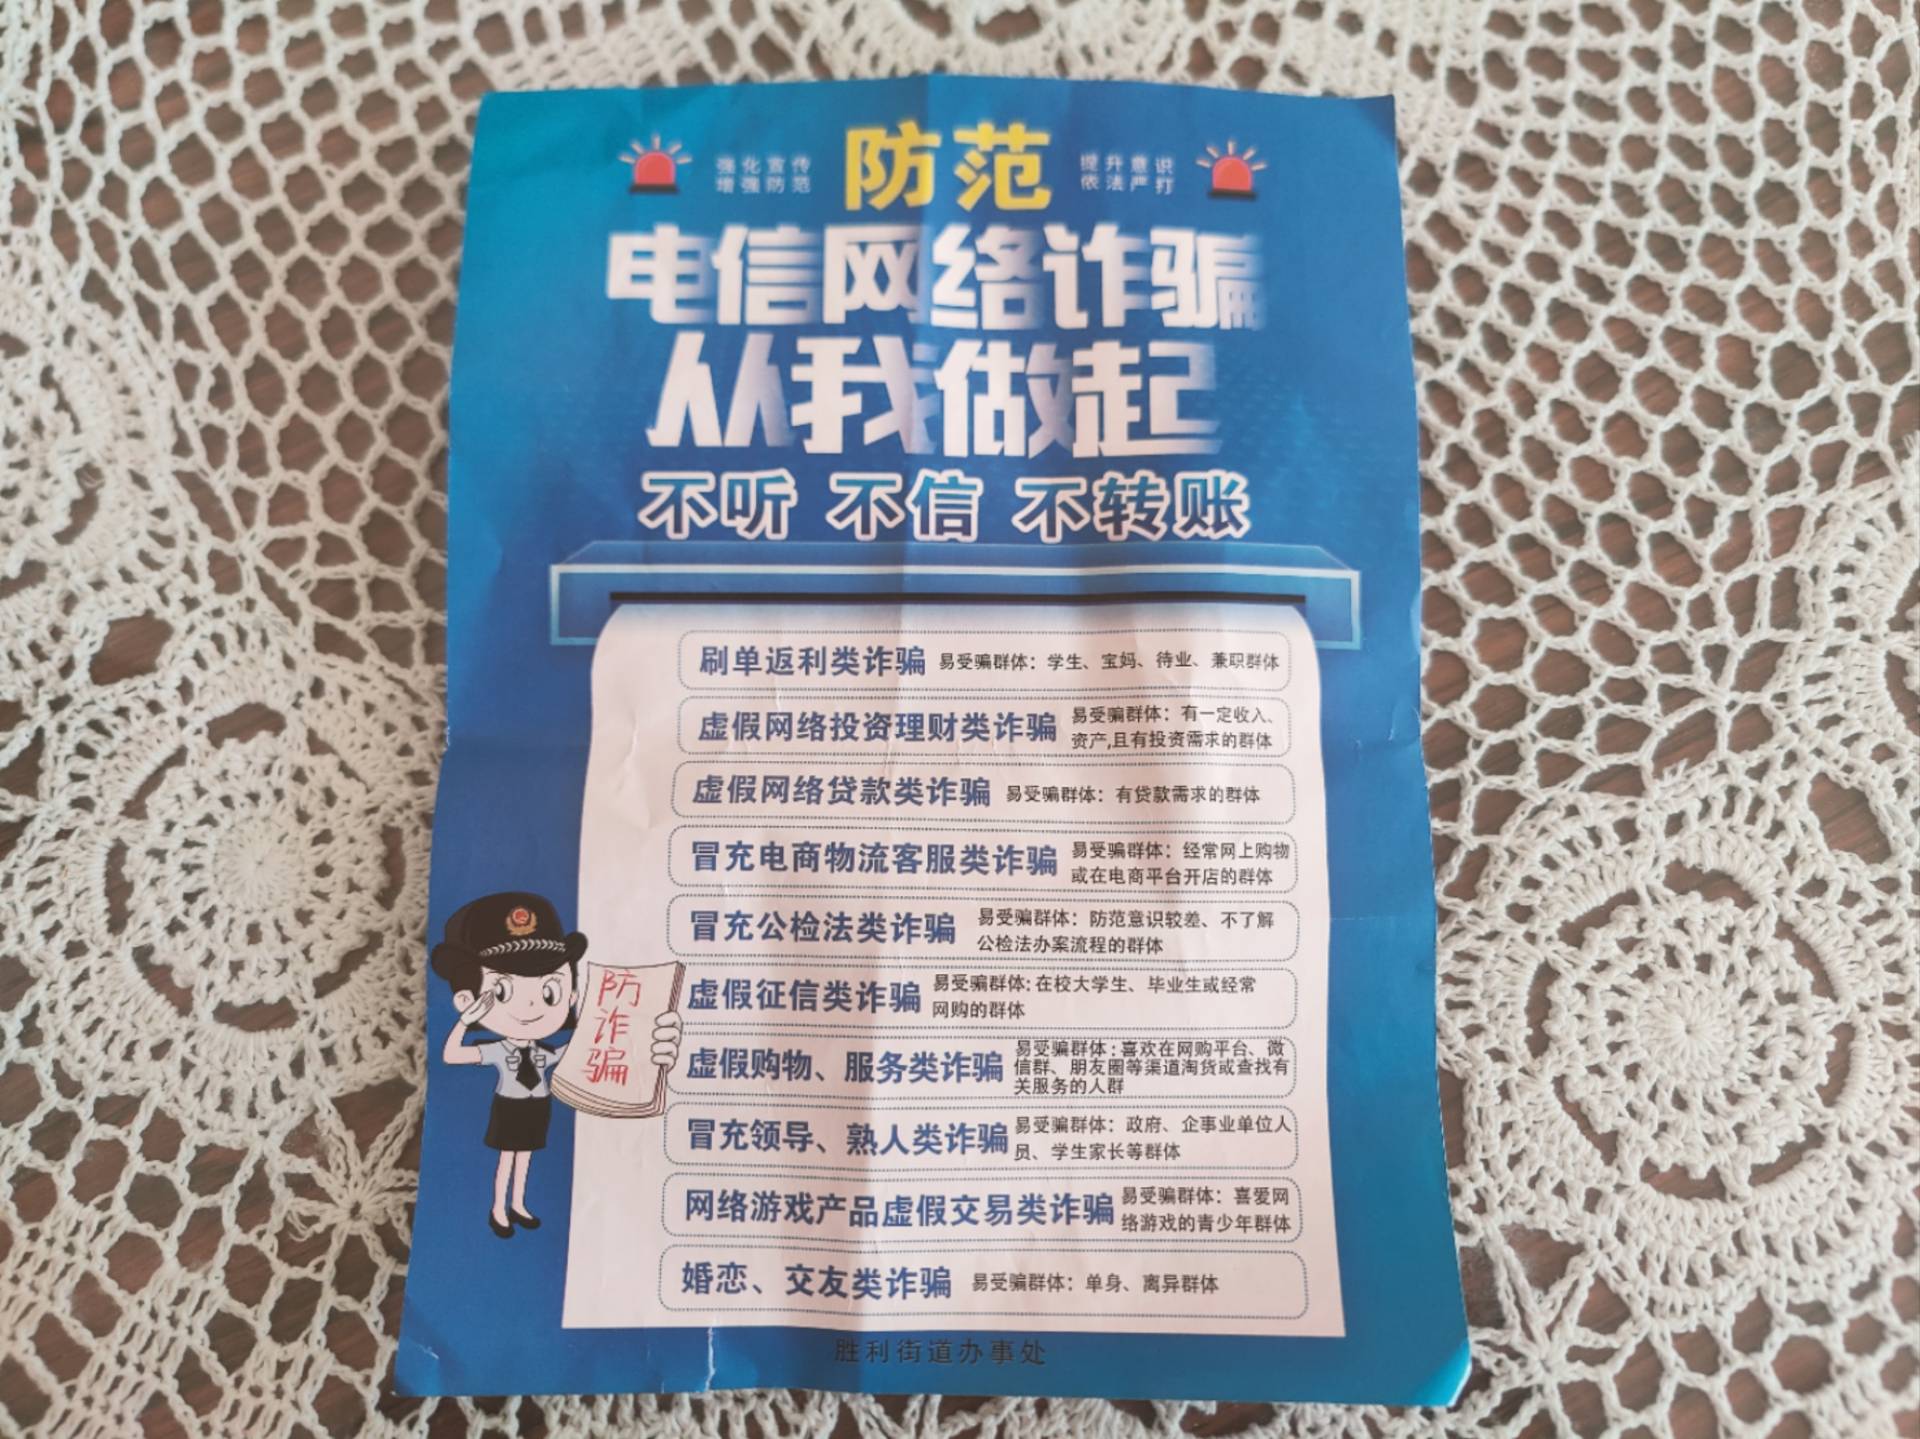 强化宣传
增强防范
防范
提升意识
依法严打
电信网络诈骗
从我做起
不听 不信 不转账
刷单返利类诈骗 易受骗群体：学生、宝妈、待业、兼职群体
虚假网络投资理财类诈骗 易受骗群体：有一定收入、
资产,且有投资需求的群体
虚假网络贷款类诈骗 易受骗群体：有贷款需求的群体
冒充电商物流客服类诈骗 易受骗群体：经常网上购物
或在电商平台开店的群体
冒充公检法类诈骗 易受骗群体：防范意识较差、不了解
公检法办案流程的群体
虚假征信类诈骗 易受骗群体:在校大学生、毕业生或经常
网购的群体
虚假购物、服务类诈骗 易受骗群体:喜欢在网购平台、微
信群、朋友圈等渠道淘货或查找有
关服务的人群
冒充领导、熟人类诈骗 易受骗群体：政府、企事业单位人
员、学生家长等群体
网络游戏产品虚假交易类诈骗 易受骗群体：喜爱网
络游戏的青少年群体
婚恋、交友类诈骗 易受骗群体：单身、离异群体
防
诈
骗
胜利街道办事处